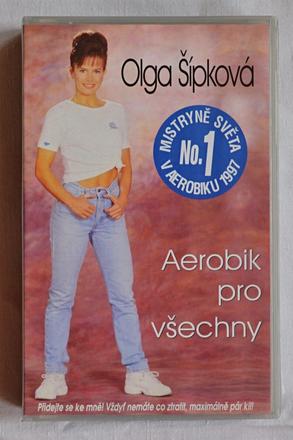 Olga Šípková
MISTRYNĚ SVĚTA
No.1
V AEROBIKU 1997
Aerobik
pro
všechny
Přidejte se ke mně! Vždyť nemáte co ztratit, maximálně pár kil!